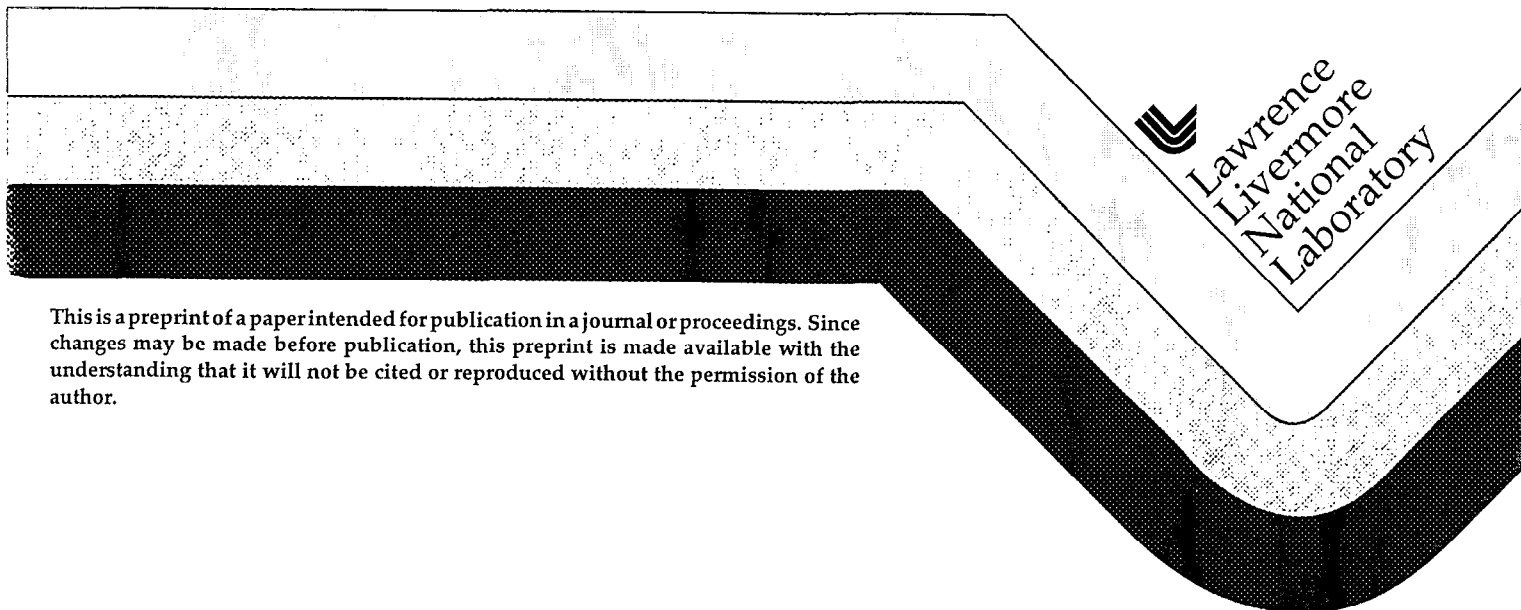 Lawrence
Livermore
National
Laboratory
This is a preprint of a paper intended for publication in a journal or proceedings. Since
changes may be made before publication, this preprint is made available with the
understanding that it will not be cited or reproduced without the permission of the
author.